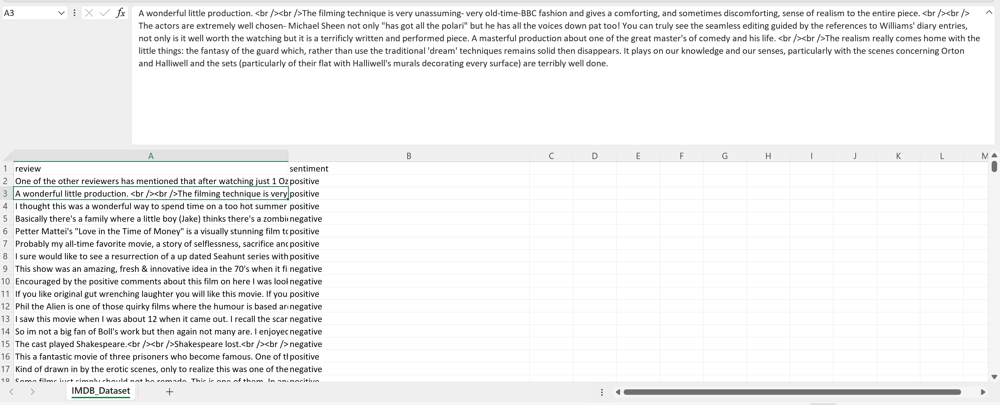 A3
fx
A wonderful little production. <br /><br />The filming technique is very unassuming- very old-time-BBC fashion and gives a comforting, and sometimes discomforting, sense of realism to the entire piece. <br /><br />
The actors are extremely well chosen- Michael Sheen not only "has got all the polari" but he has all the voices down pat too! You can truly see the seamless editing guided by the references to Williams' diary entries,
not only is it well worth the watching but it is a terrificly written and performed piece. A masterful production about one of the great master's of comedy and his life. <br /><br />The realism really comes home with the
little things: the fantasy of the guard which, rather than use the traditional 'dream' techniques remains solid then disappears. It plays on our knowledge and our senses, particularly with the scenes concerning Orton
and Halliwell and the sets (particularly of their flat with Halliwell's murals decorating every surface) are terribly well done.
A B C D E F G H I J K L M
1 review sentiment
2 One of the other reviewers has mentioned that after watching just 1 Oz positive
3 A wonderful little production. <br /><br />The filming technique is very positive
4 I thought this was a wonderful way to spend time on a too hot summer positive
5 Basically there's a family where a little boy (Jake) thinks there's a zombi negative
6 Petter Mattei's "Love in the Time of Money" is a visually stunning film to positive
7 Probably my all-time favorite movie, a story of selflessness, sacrifice and positive
8 I sure would like to see a resurrection of a up dated Seahunt series with positive
9 This show was an amazing, fresh & innovative idea in the 70's when it fi negative
10 Encouraged by the positive comments about this film on here I was look negative
11 If you like original gut wrenching laughter you will like this movie. If you positive
12 Phil the Alien is one of those quirky films where the humour is based ar negative
13 I saw this movie when I was about 12 when it came out. I recall the scar negative
14 So im not a big fan of Boll's work but then again not many are. I enjoyed negative
15 The cast played Shakespeare.<br /><br />Shakespeare lost.<br /><br /> negative
16 This a fantastic movie of three prisoners who become famous. One of th positive
17 Kind of drawn in by the erotic scenes, only to realize this was one of the negative
18 Some films just simply should not be remade. This is one of them. In an positive
IMDB_Dataset